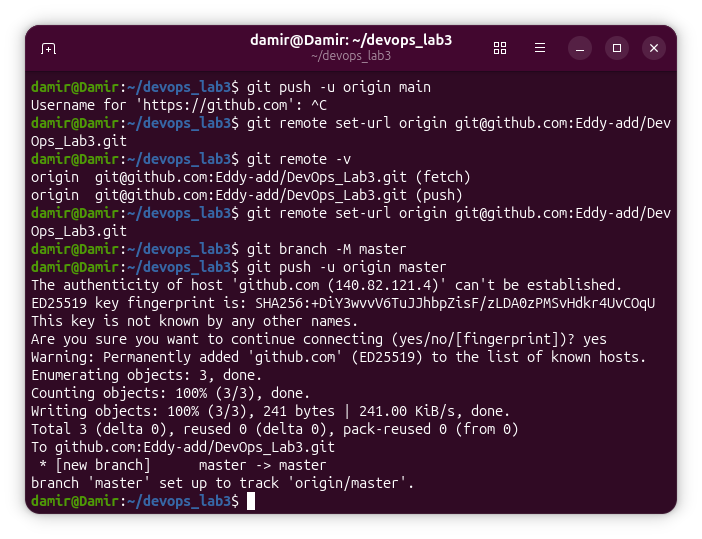 damir@Damir: ~/devops_lab3
~/devops_lab3
damir@Damir:~/devops_lab3$ git push -u origin main
Username for 'https://github.com': ^C
damir@Damir:~/devops_lab3$ git remote set-url origin git@github.com:Eddy-add/Dev
Ops_Lab3.git
damir@Damir:~/devops_lab3$ git remote -v
origin  git@github.com:Eddy-add/DevOps_Lab3.git (fetch)
origin  git@github.com:Eddy-add/DevOps_Lab3.git (push)
damir@Damir:~/devops_lab3$ git remote set-url origin git@github.com:Eddy-add/Dev
Ops_Lab3.git
damir@Damir:~/devops_lab3$ git branch -M master
damir@Damir:~/devops_lab3$ git push -u origin master
The authenticity of host 'github.com (140.82.121.4)' can't be established.
ED25519 key fingerprint is: SHA256:+DiY3wvvV6TuJJhbpZisF/zLDA0zPMSvHdkr4UvCOqU
This key is not known by any other names.
Are you sure you want to continue connecting (yes/no/[fingerprint])? yes
Warning: Permanently added 'github.com' (ED25519) to the list of known hosts.
Enumerating objects: 3, done.
Counting objects: 100% (3/3), done.
Writing objects: 100% (3/3), 241 bytes | 241.00 KiB/s, done.
Total 3 (delta 0), reused 0 (delta 0), pack-reused 0 (from 0)
To github.com:Eddy-add/DevOps_Lab3.git
 * [new branch]      master -> master
branch 'master' set up to track 'origin/master'.
damir@Damir:~/devops_lab3$